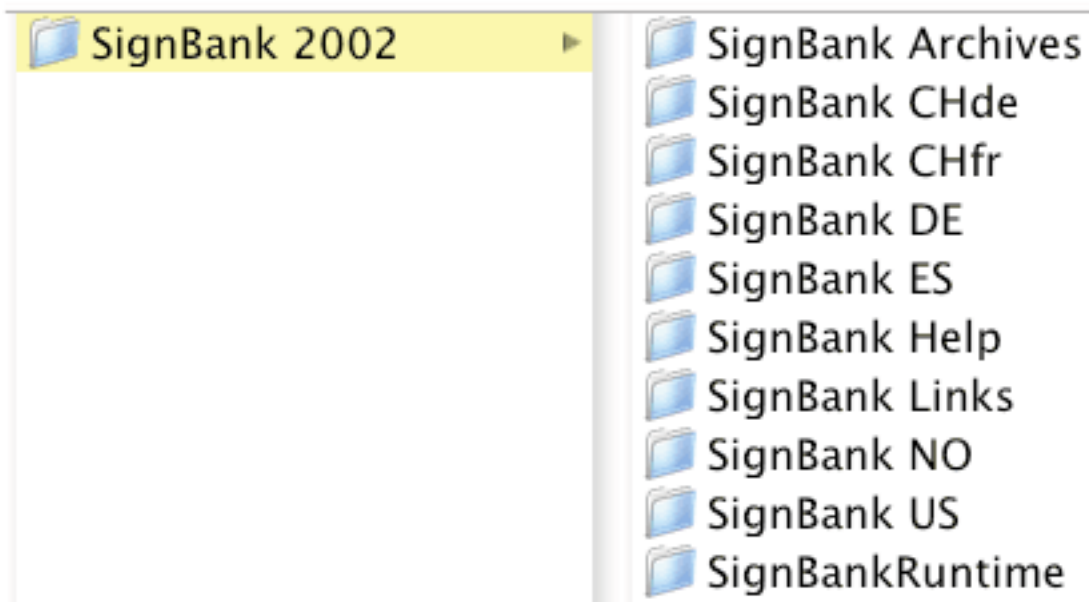 SignBank 2002
SignBank Archives
SignBank CHde
SignBank CHfr
SignBank DE
SignBank ES
SignBank Help
SignBank Links
SignBank NO
SignBank US
SignBankRuntime